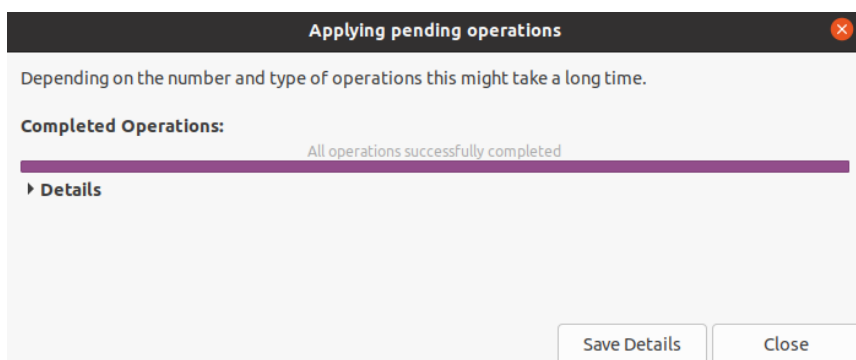 Applying pending operations
Depending on the number and type of operations this might take a long time.
Completed Operations:
All operations successfully completed
Details
Save Details
Close